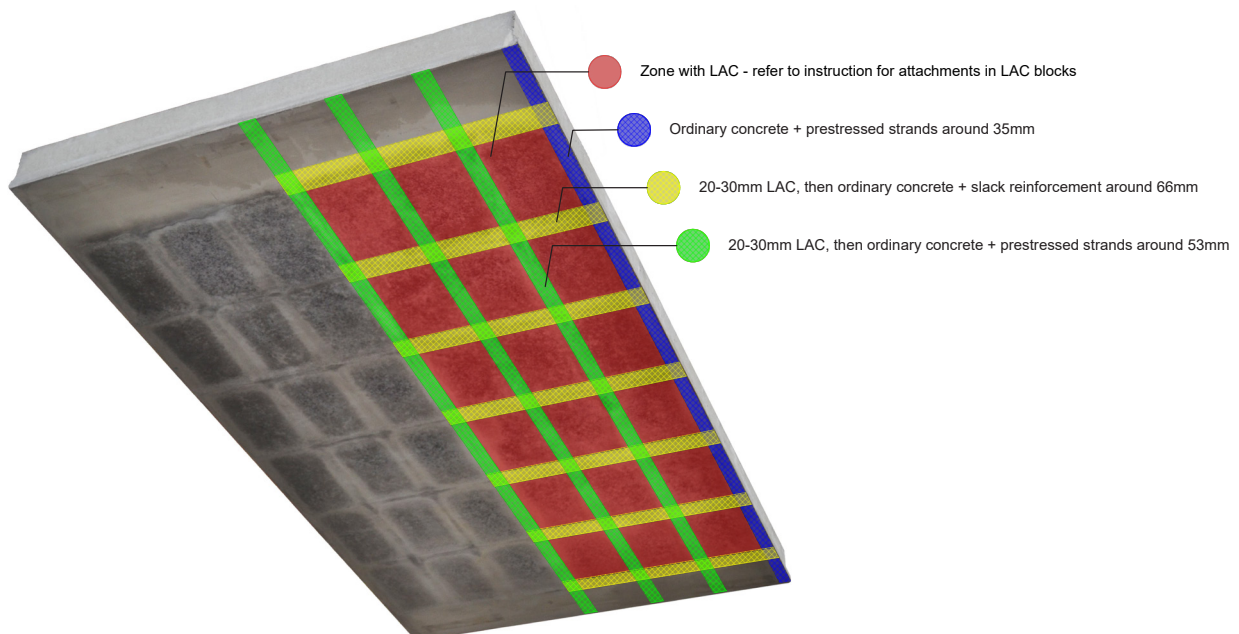 Zone with LAC - refer to instruction for attachments in LAC blocks
Ordinary concrete + prestressed strands around 35mm
20-30mm LAC, then ordinary concrete + slack reinforcement around 66mm
20-30mm LAC, then ordinary concrete + prestressed strands around 53mm